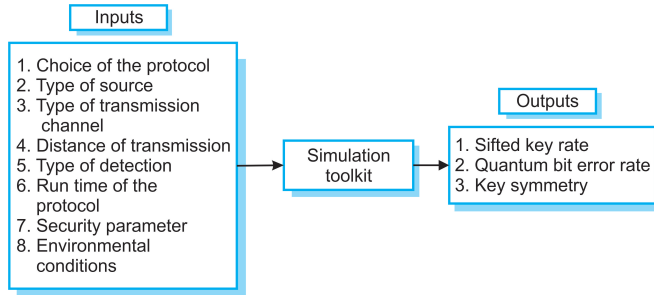 Inputs
1. Choice of the protocol
2. Type of source
3. Type of transmission
channel
4. Distance of transmission
5. Type of detection
6. Run time of the
protocol
7. Security parameter
8. Environmental
conditions
Simulation
toolkit
Outputs
1. Sifted key rate
2. Quantum bit error rate
3. Key symmetry